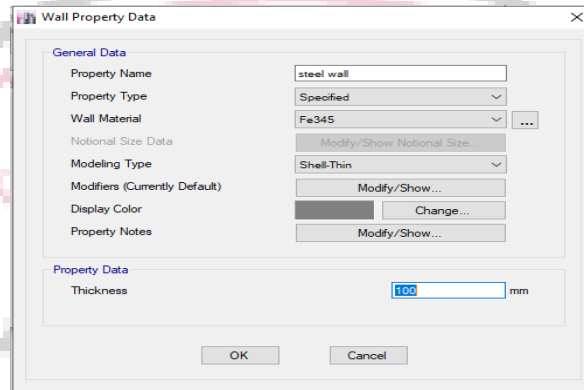 Wall Property Data
General Data
Property Name steel wall
Property Type Specified
Wall Material Fe345 ...
Notional Size Data Modify/Show Notional Size...
Modeling Type Shell-Thin
Modifiers (Currently Default) Modify/Show...
Display Color Change...
Property Notes Modify/Show...
Property Data
Thickness 100 mm
OK Cancel